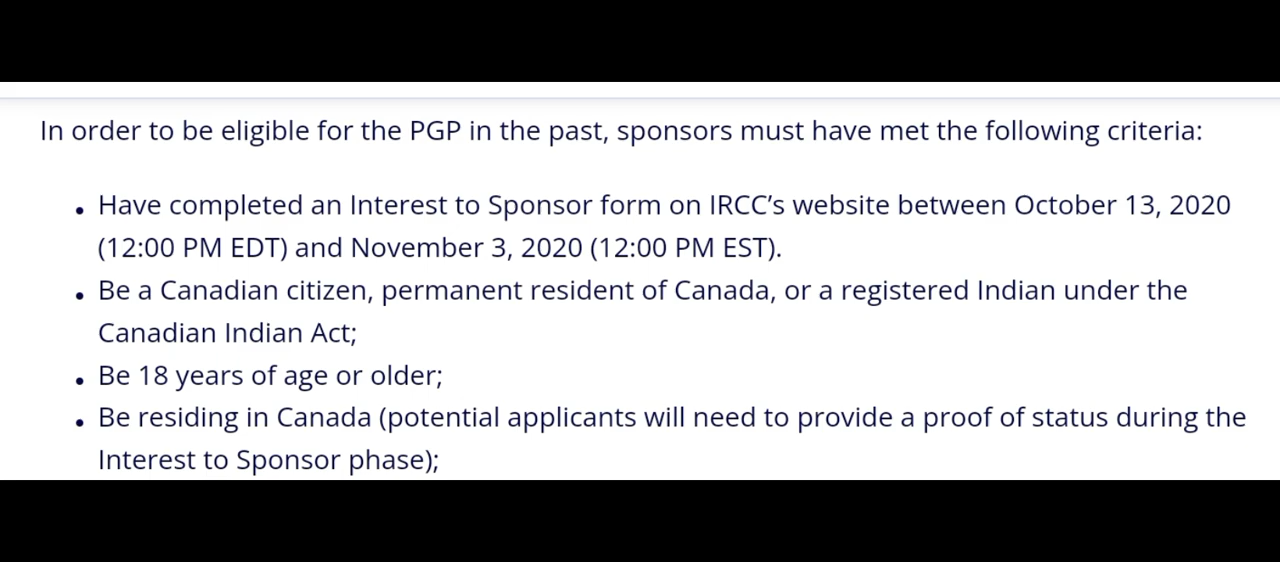 In order to be eligible for the PGP in the past, sponsors must have met the following criteria:
• Have completed an Interest to Sponsor form on IRCC’s website between October 13, 2020
(12:00 PM EDT) and November 3, 2020 (12:00 PM EST).
• Be a Canadian citizen, permanent resident of Canada, or a registered Indian under the
Canadian Indian Act;
• Be 18 years of age or older;
• Be residing in Canada (potential applicants will need to provide a proof of status during the
Interest to Sponsor phase);